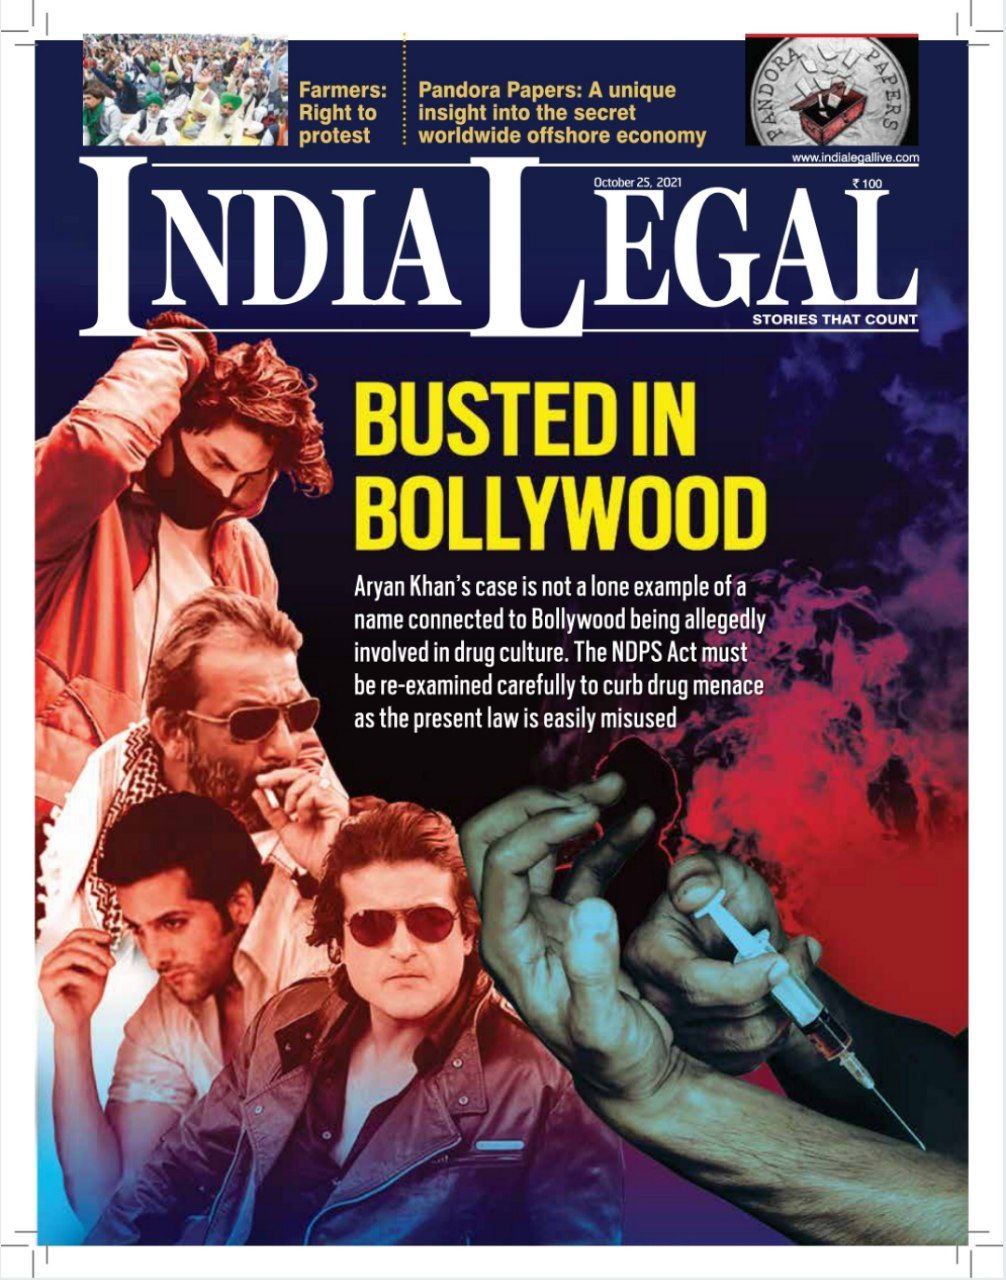 Farmers:
Right to
protest
Pandora Papers: A unique
insight into the secret
worldwide offshore economy
PANDORA PAPERS
www.indialegallive.com
October 25, 2021
₹ 100
INDIA LEGAL
STORIES THAT COUNT
BUSTED IN
BOLLYWOOD
Aryan Khan's case is not a lone example of a
name connected to Bollywood being allegedly
involved in drug culture. The NDPS Act must
be re-examined carefully to curb drug menace
as the present law is easily misused